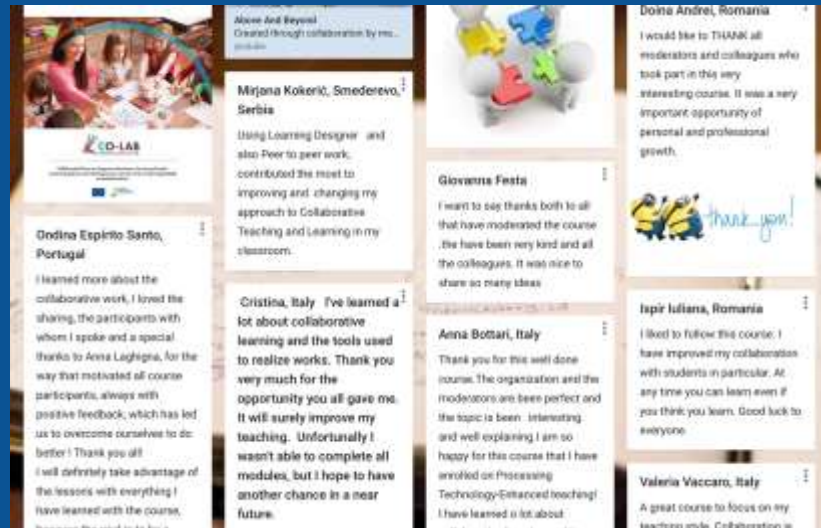 CO-LAB
Ondina Espírito Santo,
Portugal
I learned more about the
collaborative work, I loved the
sharing, the participants with
whom I spoke and a special
thanks to Anna Laghigna, for the
way that motivated all course
participants, always with
positive feedback, which has led
us to overcome ourselves to do
better ! Thank you all!
I will definitely take advantage of
the lessons with everything I
have learned with the course,
Above And Beyond
Created through collaboration by me...
youtube
Mirjana Kokerić, Smederevo,
Serbia
Using Learning Designer and
also Peer to peer work,
contributed the most to
improving and changing my
approach to Collaborative
Teaching and Learning in my
classroom.
Cristina, Italy I've learned a
lot about collaborative
learning and the tools used
to realize works. Thank you
very much for the
opportunity you all gave me.
It will surely improve my
teaching. Unfortunally I
wasn't able to complete all
modules, but I hope to have
another chance in a near
future.
Giovanna Festa
I want to say thanks both to all
that have moderated the course
.the have been very kind and all
the colleagues. It was nice to
share so many ideas
Anna Bottari, Italy
Thank you for this well done
course. The organization and the
moderators are been perfect and
the topic is been interesting
and well explaining.I am so
happy for this course that I have
enrolled on Processing
Technology-Enhanced teaching!
I have learned a lot about
Doina Andrei, Romania
I would like to THANK all
moderators and colleagues who
took part in this very
interesting course. It was a very
important opportunity of
personal and professional
growth.
thank you!
Ispir Iuliana, Romania
I liked to follow this course. I
have improved my collaboration
with students in particular. At
any time you can learn even if
you think you learn. Good luck to
everyone.
Valeria Vaccaro, Italy
A great course to focus on my
teaching style. Collaboration is